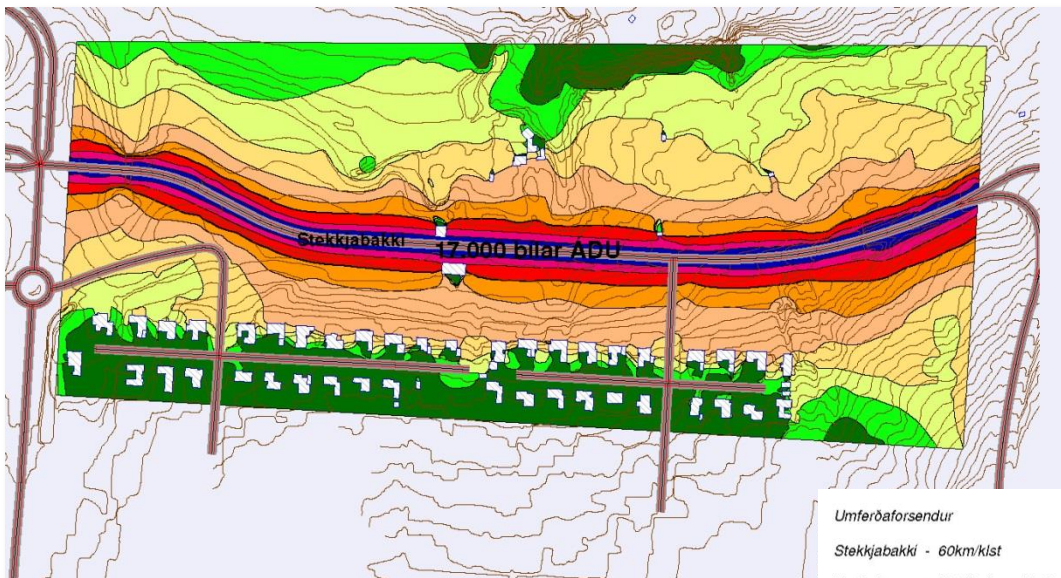 Stekkjabakki
17.000 bílar ÁDU
Umferðaforsendur
Stekkjabakki - 60km/klst